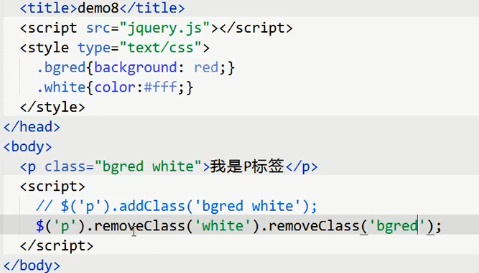 <title>demo8</title>
<script src="jquery.js"></script>
<style type="text/css">
.bgred{background: red;}
.white{color:#fff;}
</style>
</head>
<body>
<p class="bgred white">我是P标签</p>
<script>
// $('p').addClass('bgred white');
$('p').removeClass('white').removeClass('bgred');
</script>
</body>